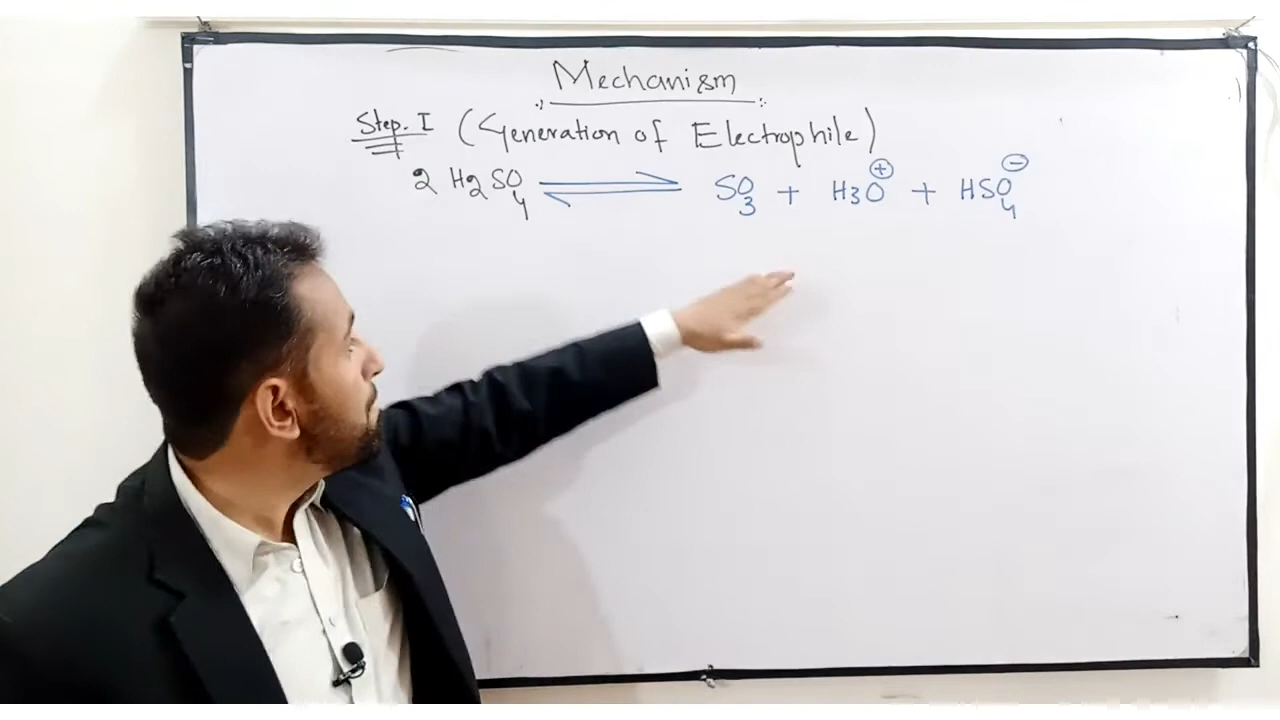 Mechanism
Step. I (Generation of Electrophile)
2 H2SO4 ⇌ SO3 + H3O⊕ + HSO4⊖